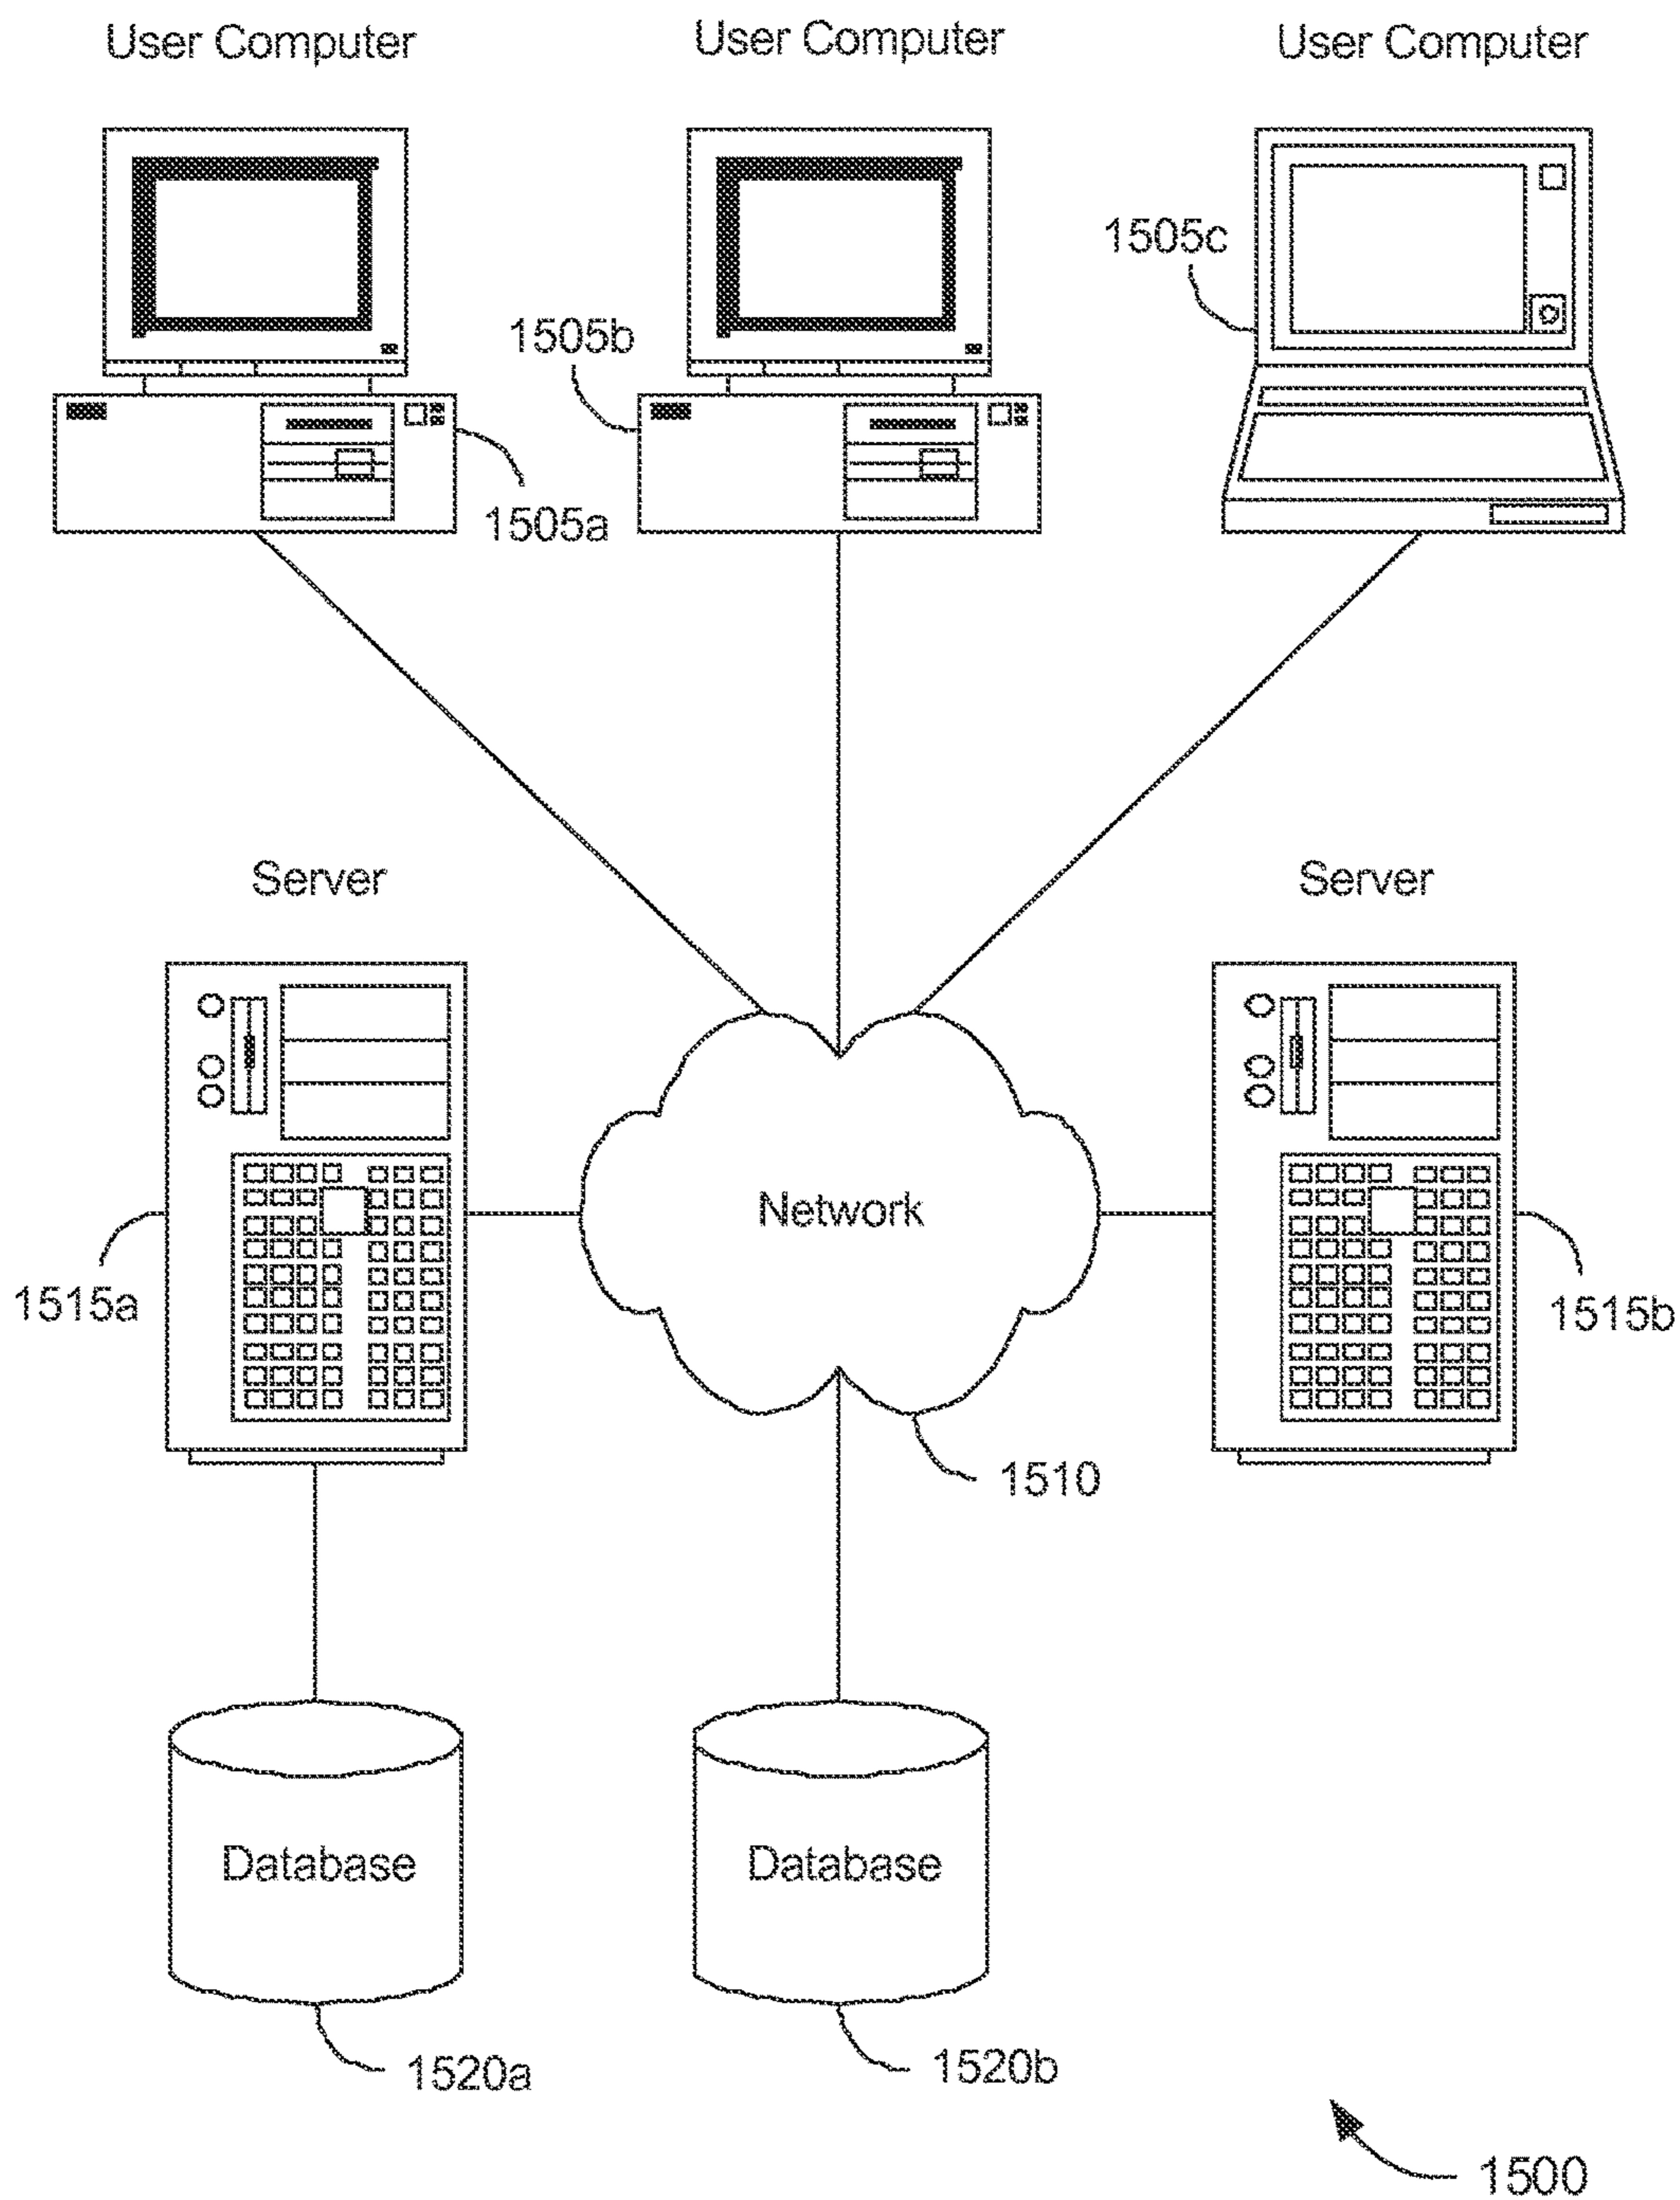 User Computer
User Computer
User Computer
1505c
1505b
1505a
Server
Server
Network
1515a
1515b
1510
Database
Database
1520a
1520b
1500